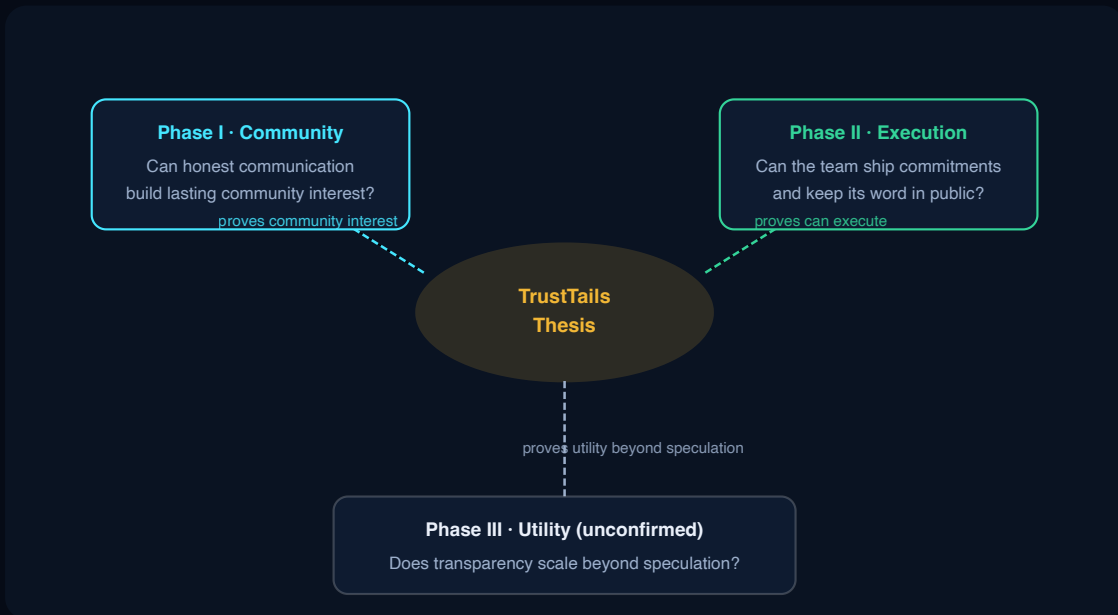 Phase I · Community
Can honest communication
build lasting community interest?
proves community interest
Phase II · Execution
Can the team ship commitments
and keep its word in public?
proves can execute
TrustTails
Thesis
proves utility beyond speculation
Phase III · Utility (unconfirmed)
Does transparency scale beyond speculation?